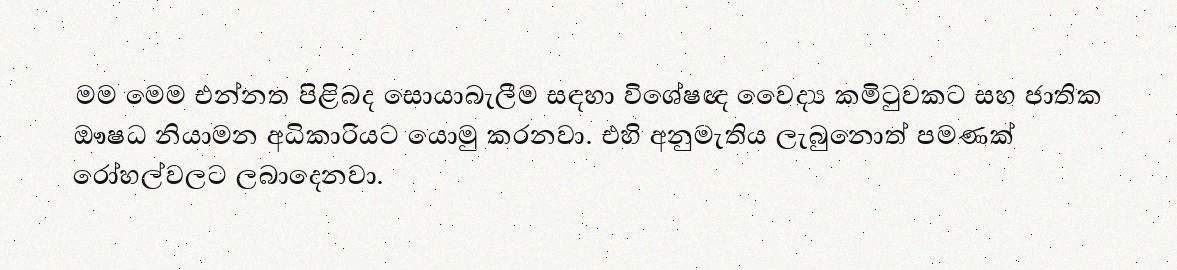 මම මෙම එන්නත පිළිබද සොයාබැලීම සඳහා විශේෂඥ වෛද්‍ය කමිටුවකට සහ ජාතික
ඖෂධ නියාමන අධිකාරියට යොමු කරනවා. එහි අනුමැතිය ලැබුනොත් පමණක්
රෝහල්වලට ලබාදෙනවා.